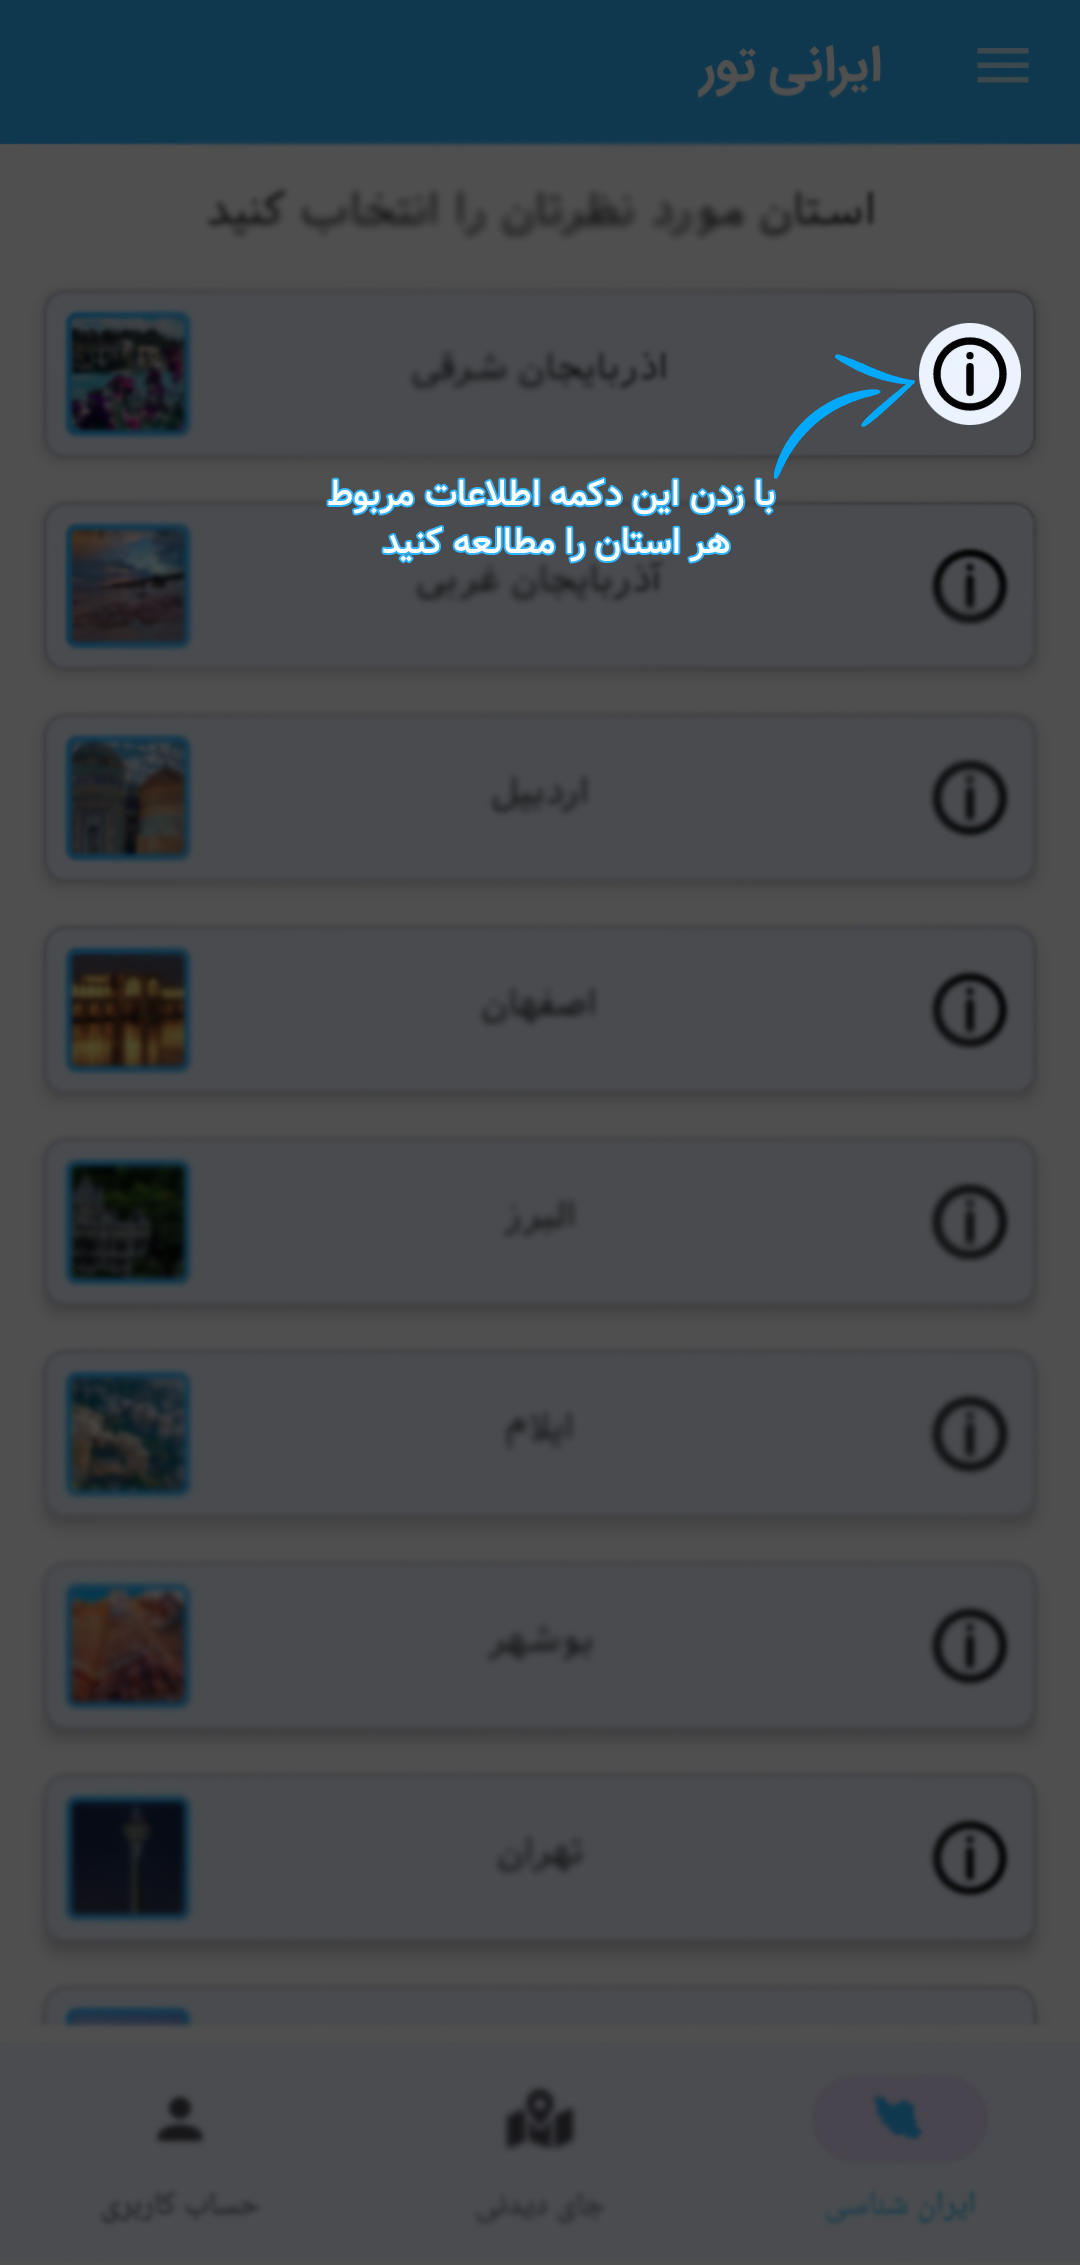 ایرانی تور
استان مورد نظرتان را انتخاب کنید
اذربایجان شرقی
با زدن این دکمه اطلاعات مربوط
هر استان را مطالعه کنید
آذربایجان غربی
اردبیل
اصفهان
البرز
ایلام
بوشهر
تهران
ایران شناسی
جای دیدنی
حساب کاربری